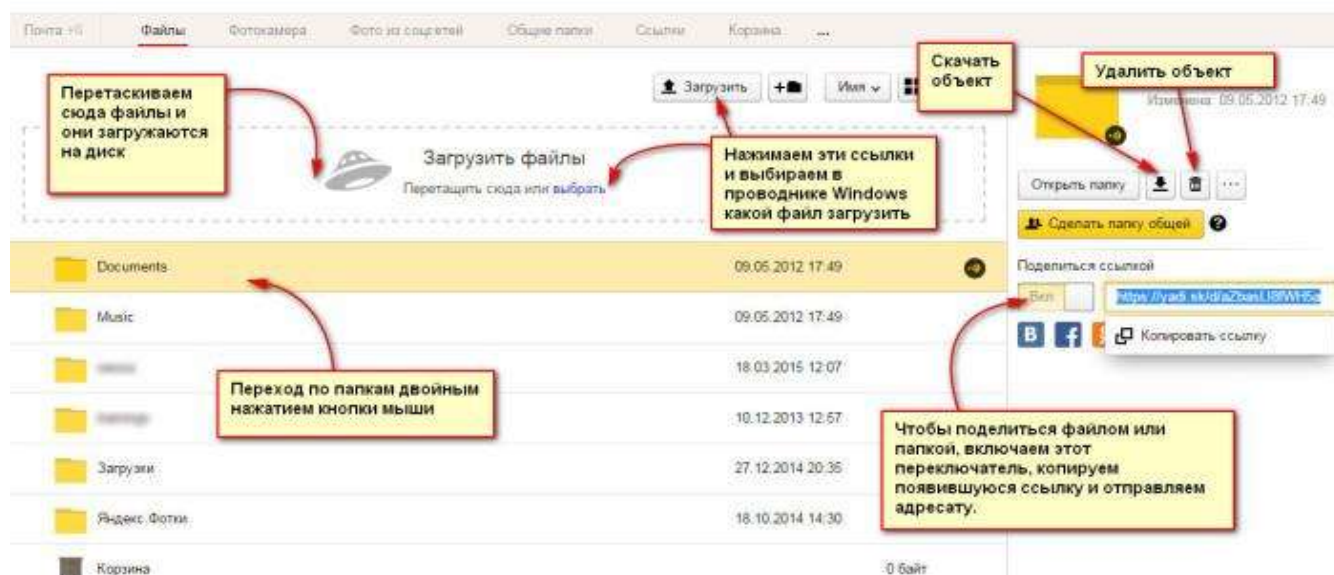 Почта +6 Файлы Фотокамера Фото из соцсетей Общие папки Ссылки Корзина ...
Перетаскиваем
сюда файлы и
они загружаются
на диск
Загрузить
Имя
Скачать
объект
Удалить объект
Изменена: 09.05.2012 17:49
Загрузить файлы
Перетащить сюда или выбрать
Нажимаем эти ссылки
и выбираем в
проводнике Windows
какой файл загрузить
Открыть папку
Сделать папку общей
Поделиться ссылкой
Вкл
Копировать ссылку
Documents 09.05.2012 17:49
Music 09.05.2012 17:49
18.03.2015 12:07
Переход по папкам двойным
нажатием кнопки мыши
10.12.2013 12:57
Чтобы поделиться файлом или
папкой, включаем этот
переключатель, копируем
появившуюся ссылку и отправляем
адресату.
Загрузки 27.12.2014 20:35
Яндекс.Фотки 18.10.2014 14:30
Корзина 0 байт